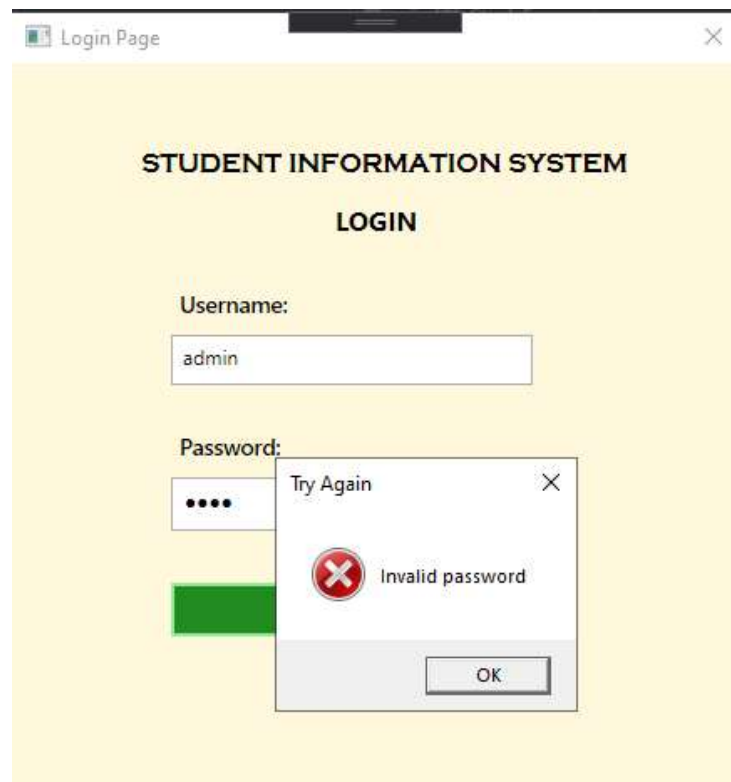 Login Page
STUDENT INFORMATION SYSTEM
LOGIN
Username:
admin
Password:
••••
Try Again
Invalid password
OK